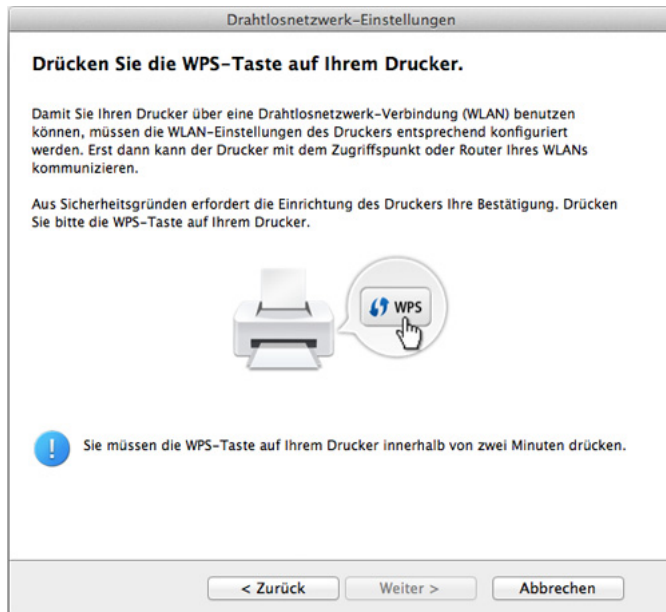 Drahtlosnetzwerk-Einstellungen
Drücken Sie die WPS-Taste auf Ihrem Drucker.
Damit Sie Ihren Drucker über eine Drahtlosnetzwerk-Verbindung (WLAN) benutzen
können, müssen die WLAN-Einstellungen des Druckers entsprechend konfiguriert
werden. Erst dann kann der Drucker mit dem Zugriffspunkt oder Router Ihres WLANs
kommunizieren.
Aus Sicherheitsgründen erfordert die Einrichtung des Druckers Ihre Bestätigung. Drücken
Sie bitte die WPS-Taste auf Ihrem Drucker.
WPS
Sie müssen die WPS-Taste auf Ihrem Drucker innerhalb von zwei Minuten drücken.
< Zurück Weiter > Abbrechen